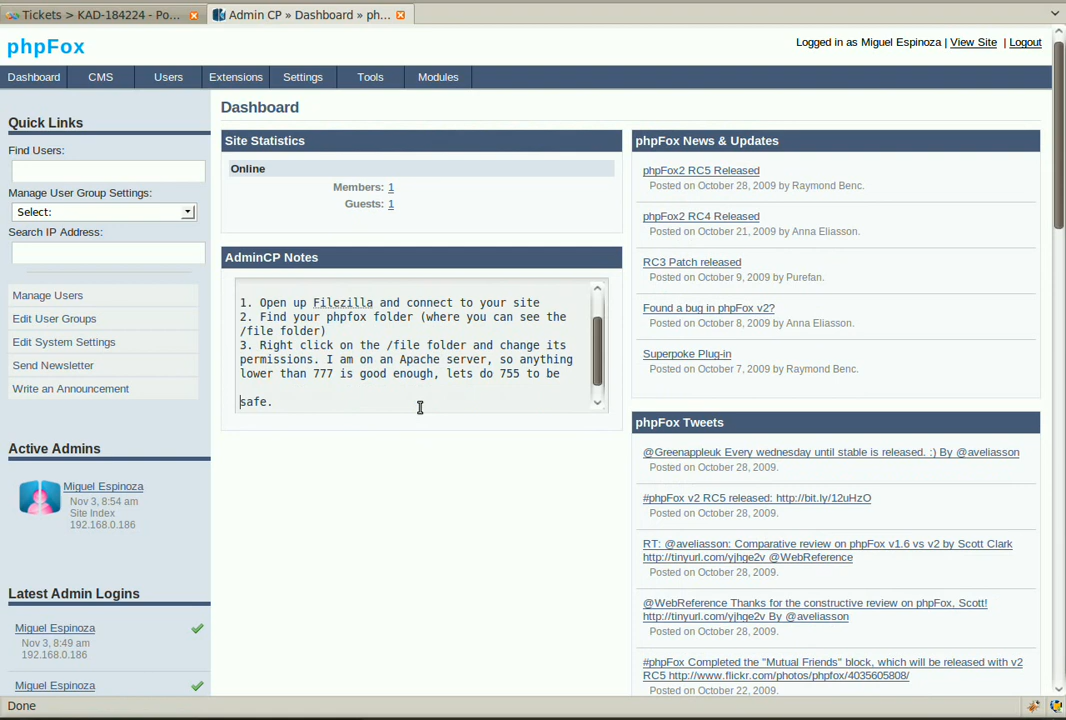 Tickets > KAD-184224 - Po...
Admin CP » Dashboard » ph...
phpFox
Logged in as Miguel Espinoza | View Site | Logout
Dashboard CMS Users Extensions Settings Tools Modules
Quick Links
Find Users:
Manage User Group Settings:
Select:
Search IP Address:
Manage Users
Edit User Groups
Edit System Settings
Send Newsletter
Write an Announcement
Active Admins
Miguel Espinoza
Nov 3, 8:54 am
Site Index
192.168.0.186
Latest Admin Logins
Miguel Espinoza
Nov 3, 8:49 am
192.168.0.186
Miguel Espinoza
Dashboard
Site Statistics
Online
Members: 1
Guests: 1
AdminCP Notes
1. Open up Filezilla and connect to your site
2. Find your phpfox folder (where you can see the
/file folder)
3. Right click on the /file folder and change its
permissions. I am on an Apache server, so anything
lower than 777 is good enough, lets do 755 to be
safe.
phpFox News & Updates
phpFox2 RC5 Released
Posted on October 28, 2009 by Raymond Benc.
phpFox2 RC4 Released
Posted on October 21, 2009 by Anna Eliasson.
RC3 Patch released
Posted on October 9, 2009 by Purefan.
Found a bug in phpFox v2?
Posted on October 8, 2009 by Anna Eliasson.
Superpoke Plug-in
Posted on October 7, 2009 by Raymond Benc.
phpFox Tweets
@Greenappleuk Every wednesday until stable is released. :) By @aveliasson
Posted on October 28, 2009.
#phpFox v2 RC5 released: http://bit.ly/12uHzO
Posted on October 28, 2009.
RT: @aveliasson: Comparative review on phpFox v1.6 vs v2 by Scott Clark
http://tinyurl.com/yjhge2v @WebReference
Posted on October 28, 2009.
@WebReference Thanks for the constructive review on phpFox, Scott!
http://tinyurl.com/yjhge2v By @aveliasson
Posted on October 28, 2009.
#phpFox Completed the "Mutual Friends" block, which will be released with v2
RC5 http://www.flickr.com/photos/phpfox/4035605808/
Posted on October 22, 2009.
Done